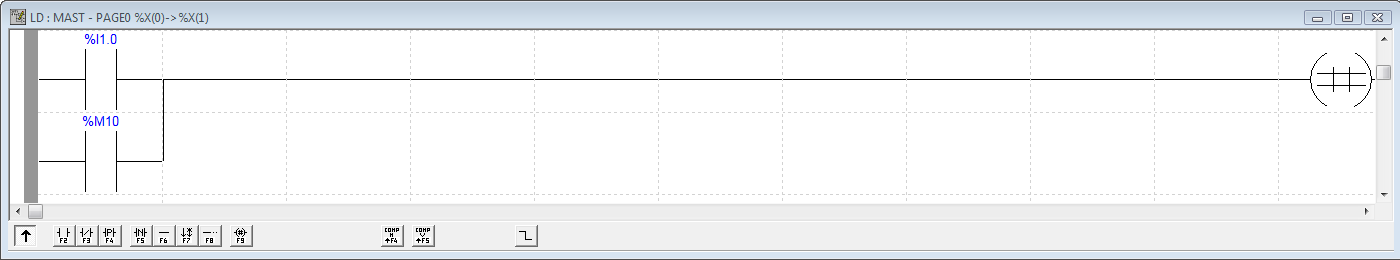 LD : MAST - PAGE0 %X(0)->%X(1)
%I1.0
%M10
F2 F3 F4 F5 F6 F7 F8 F9 COMP H ↑F4 COMP V ↑F5